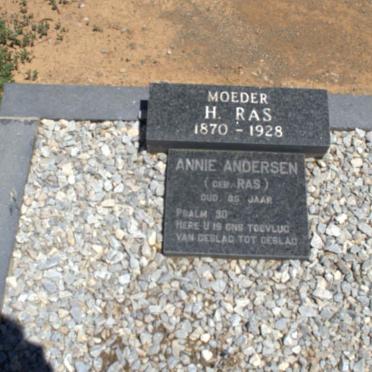 MOEDER
H. RAS
1870 - 1928
ANNIE ANDERSEN
(GEB. RAS)
OUD 85 JAAR
PSALM 90
HERE U IS ONS TOEVLUG
VAN GESLAG TOT GESLAG